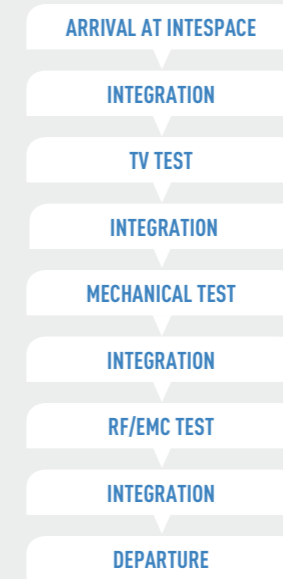 ARRIVAL AT INTESPACE
INTEGRATION
TV TEST
INTEGRATION
MECHANICAL TEST
INTEGRATION
RF/EMC TEST
INTEGRATION
DEPARTURE